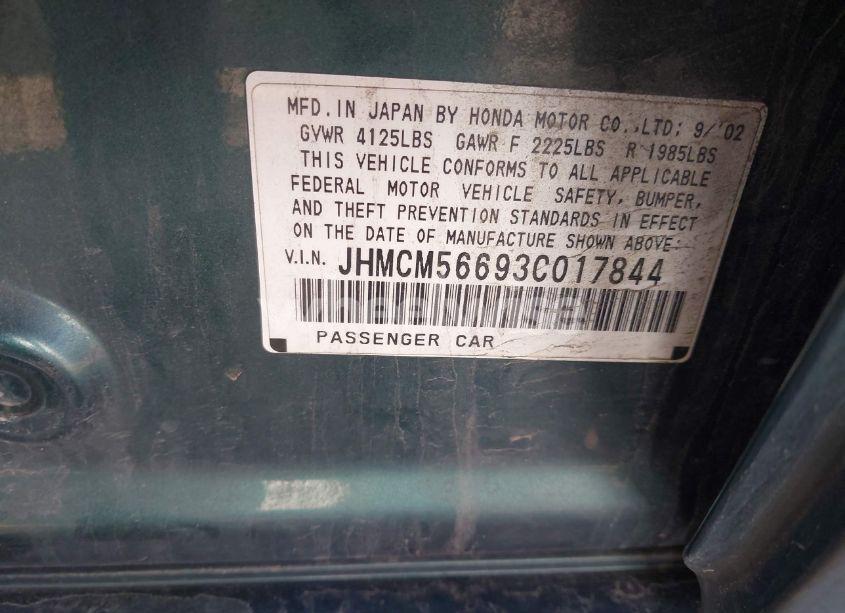 MFD. IN JAPAN BY HONDA MOTOR CO., LTD; 9/'02
GVWR 4125LBS GAWR F 2225LBS R 1985LBS
THIS VEHICLE CONFORMS TO ALL APPLICABLE
FEDERAL MOTOR VEHICLE SAFETY, BUMPER,
AND THEFT PREVENTION STANDARDS IN EFFECT
ON THE DATE OF MANUFACTURE SHOWN ABOVE:
V.I.N. JHMCM56693C017844
PASSENGER CAR